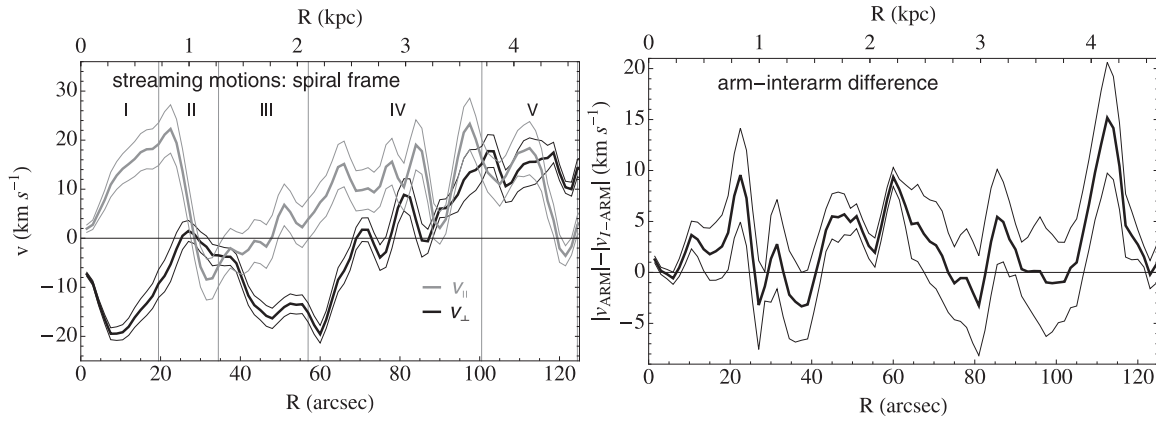 R (kpc)
0 1 2 3 4
streaming motions: spiral frame
I II III IV V
v (km s⁻¹)
30
20
10
0
−10
−20
V∥
V⊥
0 20 40 60 80 100 120
R (arcsec)
R (kpc)
0 1 2 3 4
arm−interarm difference
|vARM|−|vI−ARM| (km s⁻¹)
20
15
10
5
0
−5
0 20 40 60 80 100 120
R (arcsec)